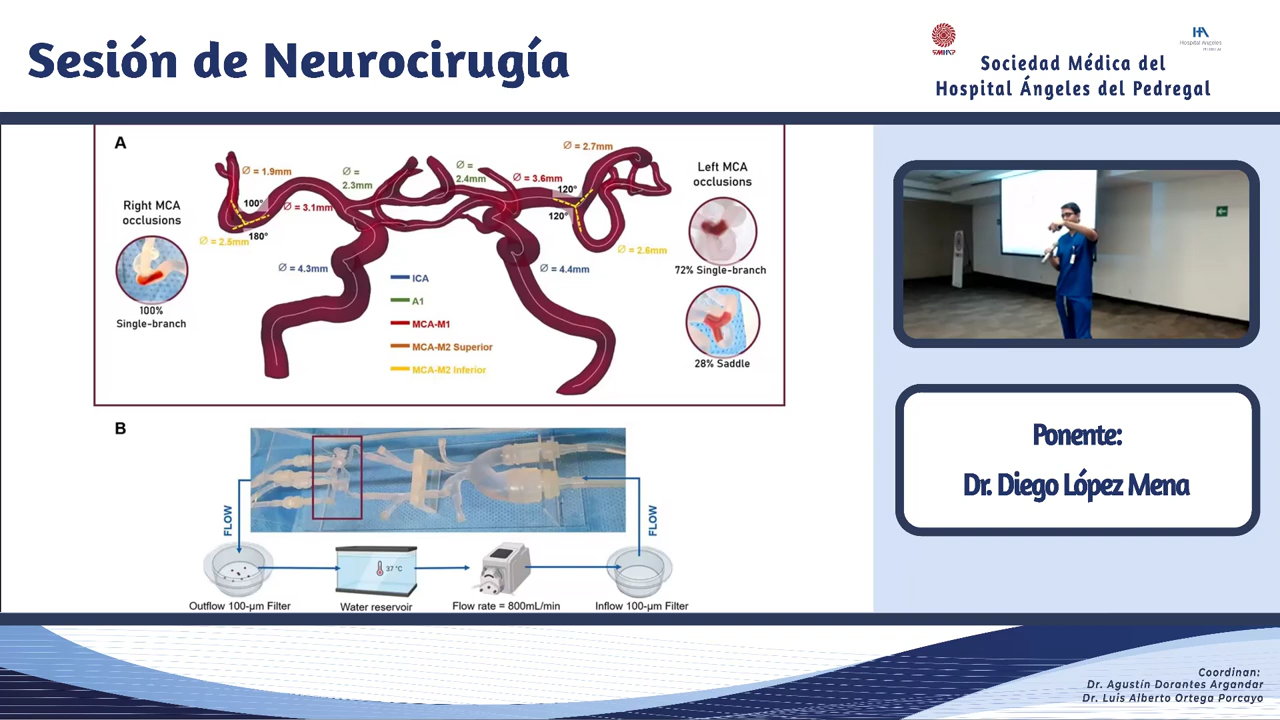 Sesión de Neurocirugía
Sociedad Médica del
Hospital Ángeles del Pedregal
Hospital Angeles
A
Ø = 1.9mm
Ø =
2.3mm
Ø =
2.4mm
Ø = 3.6mm
Ø = 2.7mm
120°
120°
100°
180°
Ø = 3.1mm
Ø = 2.5mm
Ø = 2.6mm
Ø = 4.3mm
Ø = 4.4mm
Right MCA
occlusions
100%
Single-branch
Left MCA
occlusions
72% Single-branch
28% Saddle
ICA
A1
MCA-M1
MCA-M2 Superior
MCA-M2 Inferior
B
FLOW
FLOW
37 °C
Outflow 100-µm Filter
Water reservoir
Flow rate = 800mL/min
Inflow 100-µm Filter
Ponente:
Dr. Diego López Mena
Coordinan:
Dr. Agustín Dorantes Argandar
Dr. Luis Alberto Ortega Porcayo